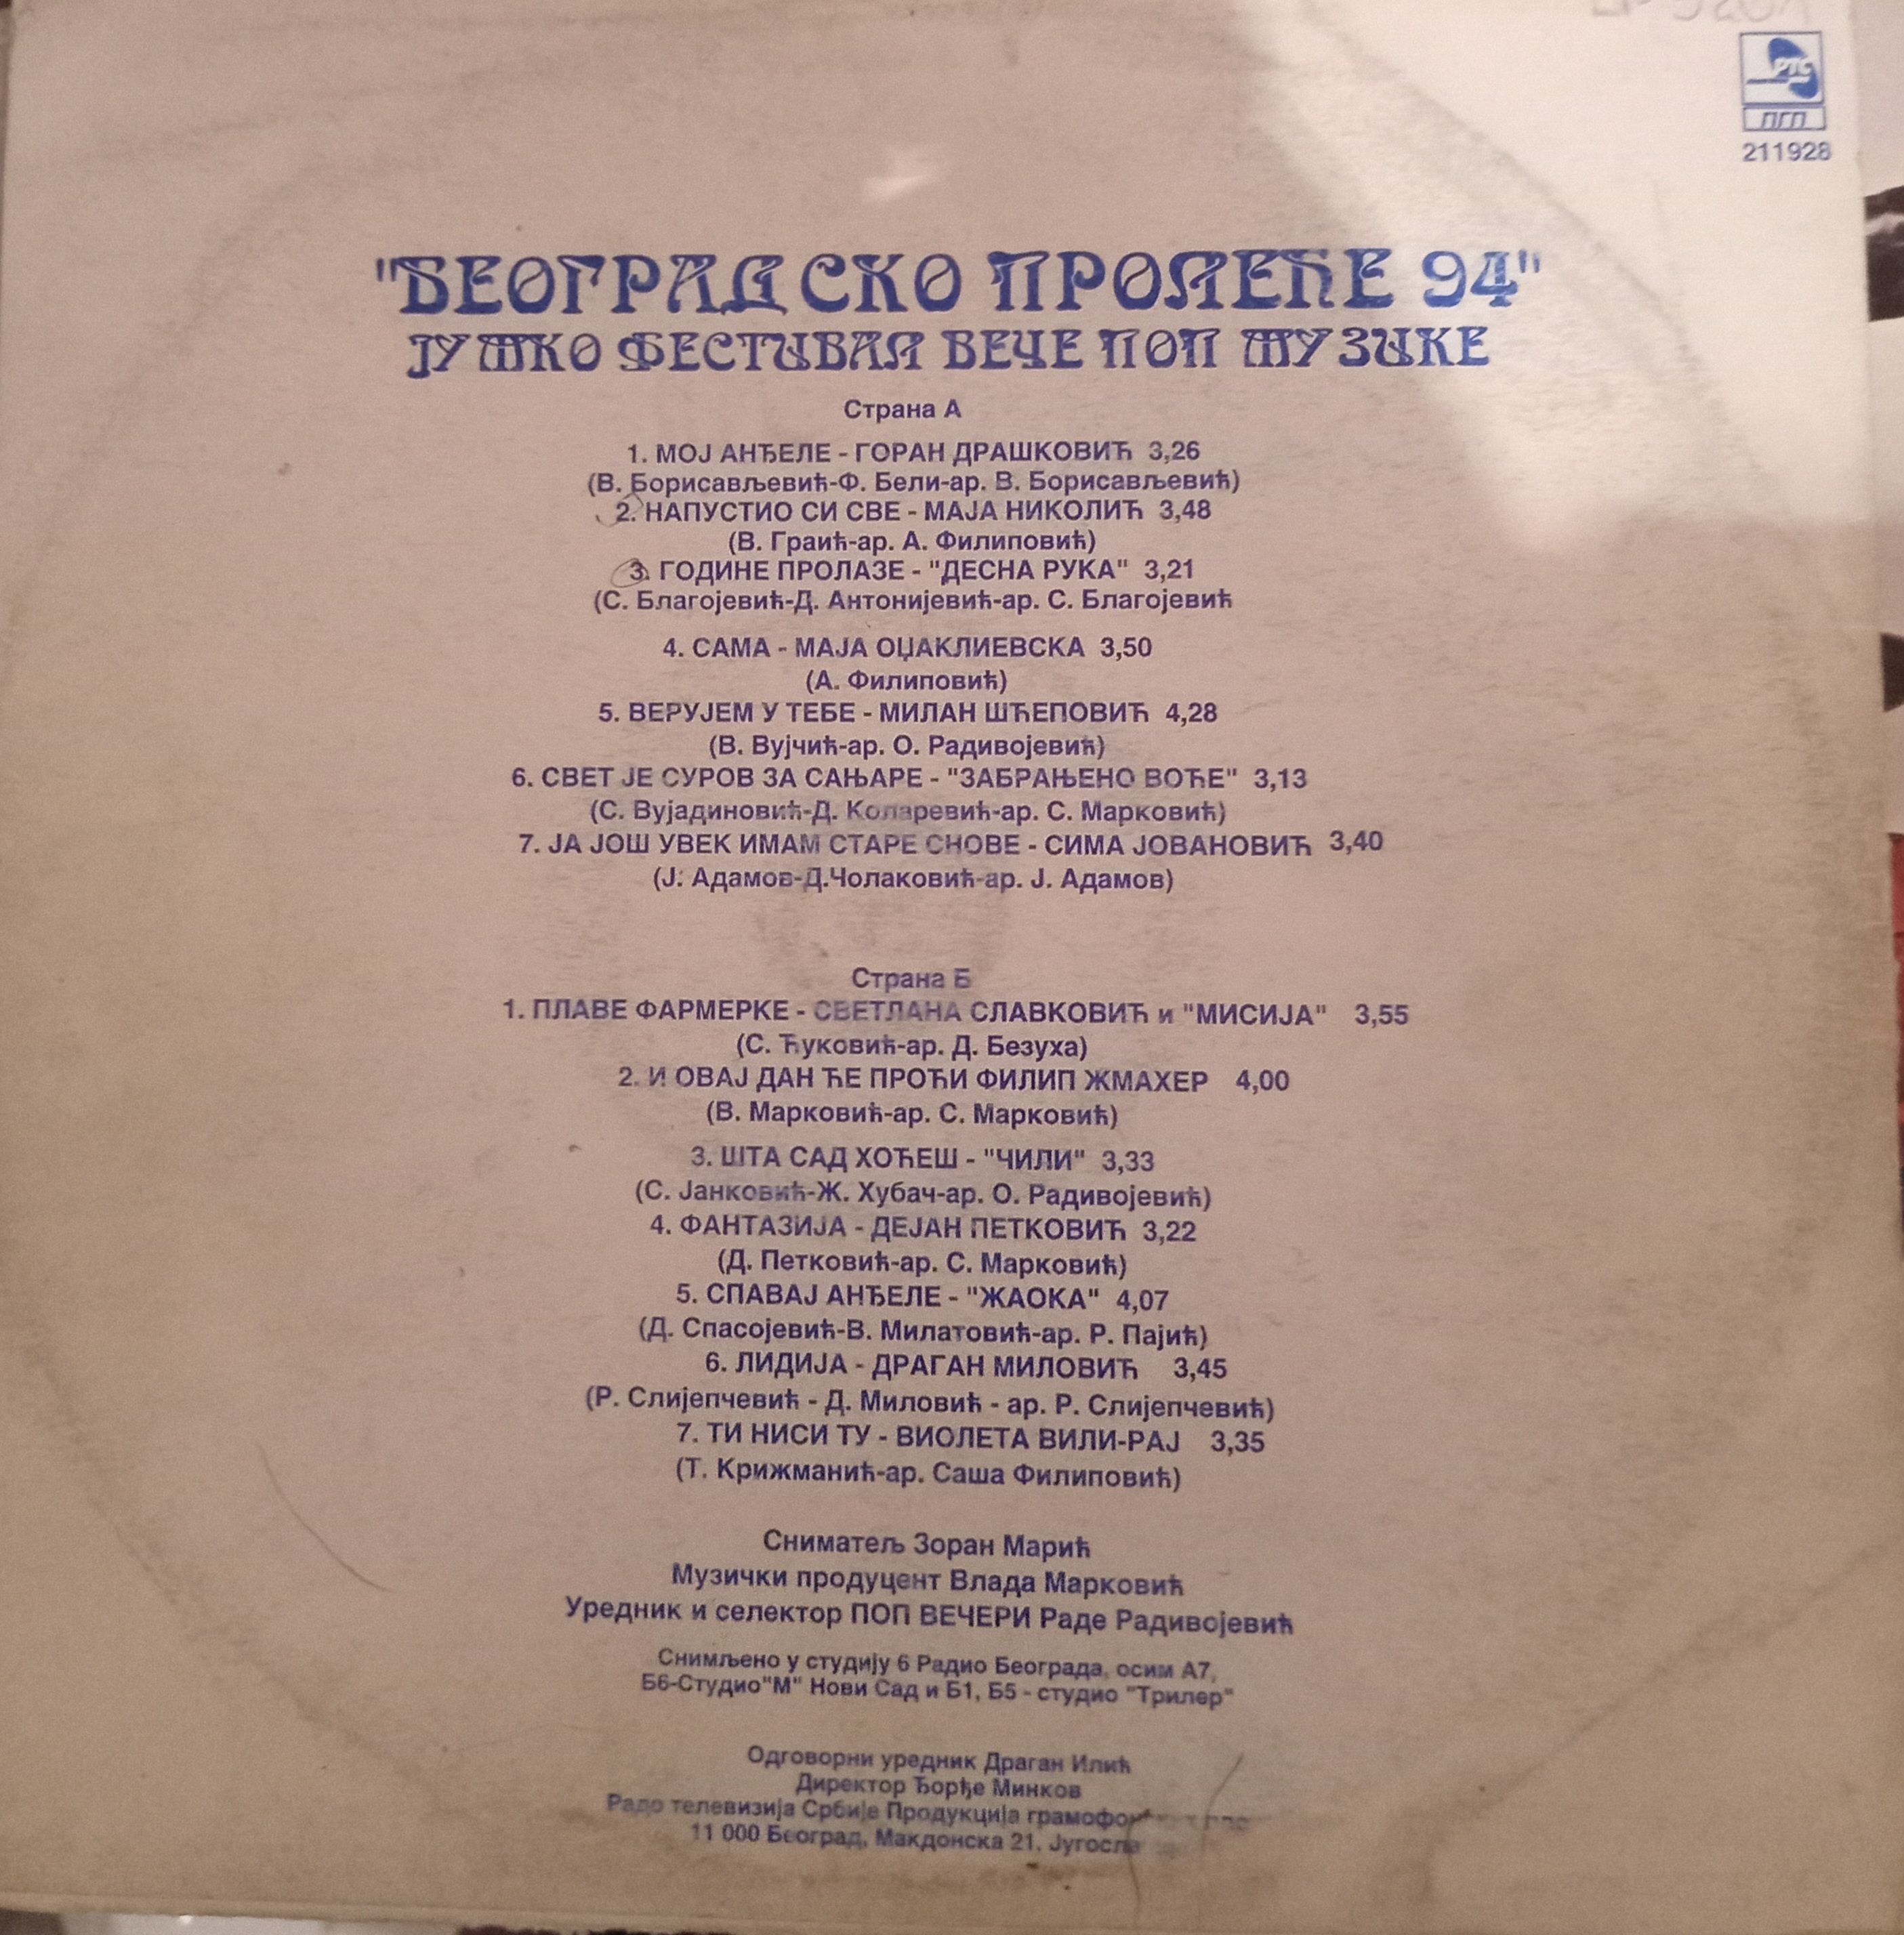 РТС
ПГП
211928
"БЕОГРАДСКО ПРОЛЕЋЕ 94"
ЈУ МКО ФЕСТИВАЛ ВЕЧЕ ПОП МУЗИКЕ
Страна А
1. МОЈ АНЂЕЛЕ - ГОРАН ДРАШКОВИЋ 3,26
(В. Борисављевић-Ф. Бели-ар. В. Борисављевић)
2. НАПУСТИО СИ СВЕ - МАЈА НИКОЛИЋ 3,48
(В. Граић-ар. А. Филиповић)
3. ГОДИНЕ ПРОЛАЗЕ - "ДЕСНА РУКА" 3,21
(С. Благојевић-Д. Антонијевић-ар. С. Благојевић
4. САМА - МАЈА ОЏАКЛИЕВСКА 3,50
(А. Филиповић)
5. ВЕРУЈЕМ У ТЕБЕ - МИЛАН ШЋЕПОВИЋ 4,28
(В. Вујчић-ар. О. Радивојевић)
6. СВЕТ ЈЕ СУРОВ ЗА САЊАРЕ - "ЗАБРАЊЕНО ВОЋЕ" 3,13
(С. Вујадиновић-Д. Коларевић-ар. С. Марковић)
7. ЈА ЈОШ УВЕК ИМАМ СТАРЕ СНОВЕ - СИМА ЈОВАНОВИЋ 3,40
(Ј. Адамов-Д.Чолаковић-ар. Ј. Адамов)
Страна Б
1. ПЛАВЕ ФАРМЕРКЕ - СВЕТЛАНА СЛАВКОВИЋ и "МИСИЈА" 3,55
(С. Ћуковић-ар. Д. Безуха)
2. И ОВАЈ ДАН ЋЕ ПРОЋИ ФИЛИП ЖМАХЕР 4,00
(В. Марковић-ар. С. Марковић)
3. ШТА САД ХОЋЕШ - "ЧИЛИ" 3,33
(С. Јанковић-Ж. Хубач-ар. О. Радивојевић)
4. ФАНТАЗИЈА - ДЕЈАН ПЕТКОВИЋ 3,22
(Д. Петковић-ар. С. Марковић)
5. СПАВАЈ АНЂЕЛЕ - "ЖАОКА" 4,07
(Д. Спасојевић-В. Милатовић-ар. Р. Пајић)
6. ЛИДИЈА - ДРАГАН МИЛОВИЋ 3,45
(Р. Слијепчевић - Д. Миловић - ар. Р. Слијепчевић)
7. ТИ НИСИ ТУ - ВИОЛЕТА ВИЛИ-РАЈ 3,35
(Т. Крижманић-ар. Саша Филиповић)
Сниматељ Зоран Марић
Музички продуцент Влада Марковић
Уредник и селектор ПОП ВЕЧЕРИ Раде Радивојевић
Снимљено у студију 6 Радио Београда, осим А7,
Б6-Студио"М" Нови Сад и Б1, Б5 - студио "Трилер"
Одговорни уредник Драган Илић
Директор Ђорђе Минков
Радо телевизија Србије Продукција
11 000 Београд, Макдонска 21,